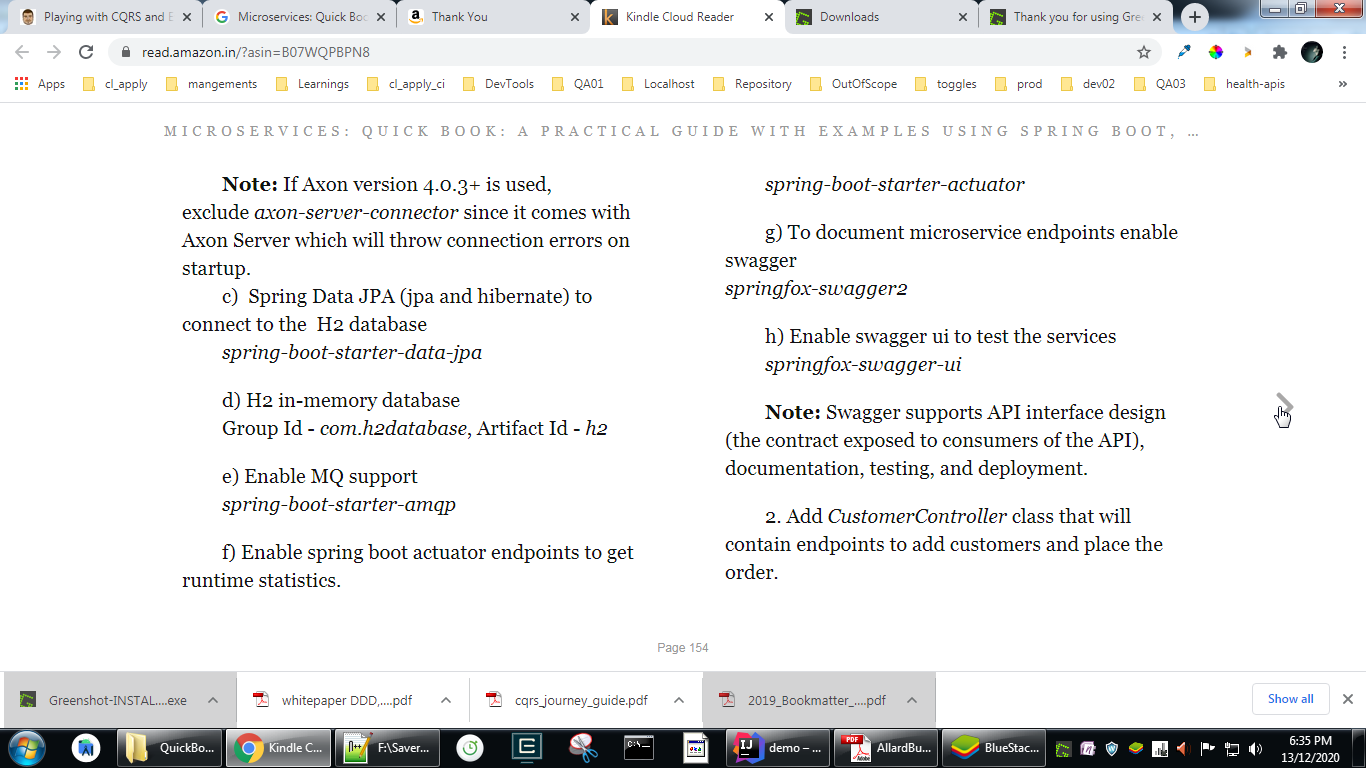 Playing with CQRS and E
Microservices: Quick Boo
Thank You
Kindle Cloud Reader
Downloads
Thank you for using Gre
read.amazon.in/?asin=B07WQPBPN8
Apps
cl_apply
mangements
Learnings
cl_apply_ci
DevTools
QA01
Localhost
Repository
OutOfScope
toggles
prod
dev02
QA03
health-apis
»
MICROSERVICES: QUICK BOOK: A PRACTICAL GUIDE WITH EXAMPLES USING SPRING BOOT, …
Note: If Axon version 4.0.3+ is used,
exclude axon-server-connector since it comes with
Axon Server which will throw connection errors on
startup.
c) Spring Data JPA (jpa and hibernate) to
connect to the H2 database
spring-boot-starter-data-jpa
d) H2 in-memory database
Group Id - com.h2database, Artifact Id - h2
e) Enable MQ support
spring-boot-starter-amqp
f) Enable spring boot actuator endpoints to get
runtime statistics.
spring-boot-starter-actuator
g) To document microservice endpoints enable
swagger
springfox-swagger2
h) Enable swagger ui to test the services
springfox-swagger-ui
Note: Swagger supports API interface design
(the contract exposed to consumers of the API),
documentation, testing, and deployment.
2. Add CustomerController class that will
contain endpoints to add customers and place the
order.
Page 154
Greenshot-INSTAL....exe
whitepaper DDD,....pdf
cqrs_journey_guide.pdf
2019_Bookmatter_....pdf
Show all
QuickBo...
Kindle C...
F:\Saver...
demo – ...
AllardBu...
BlueStac...
6:35 PM
13/12/2020